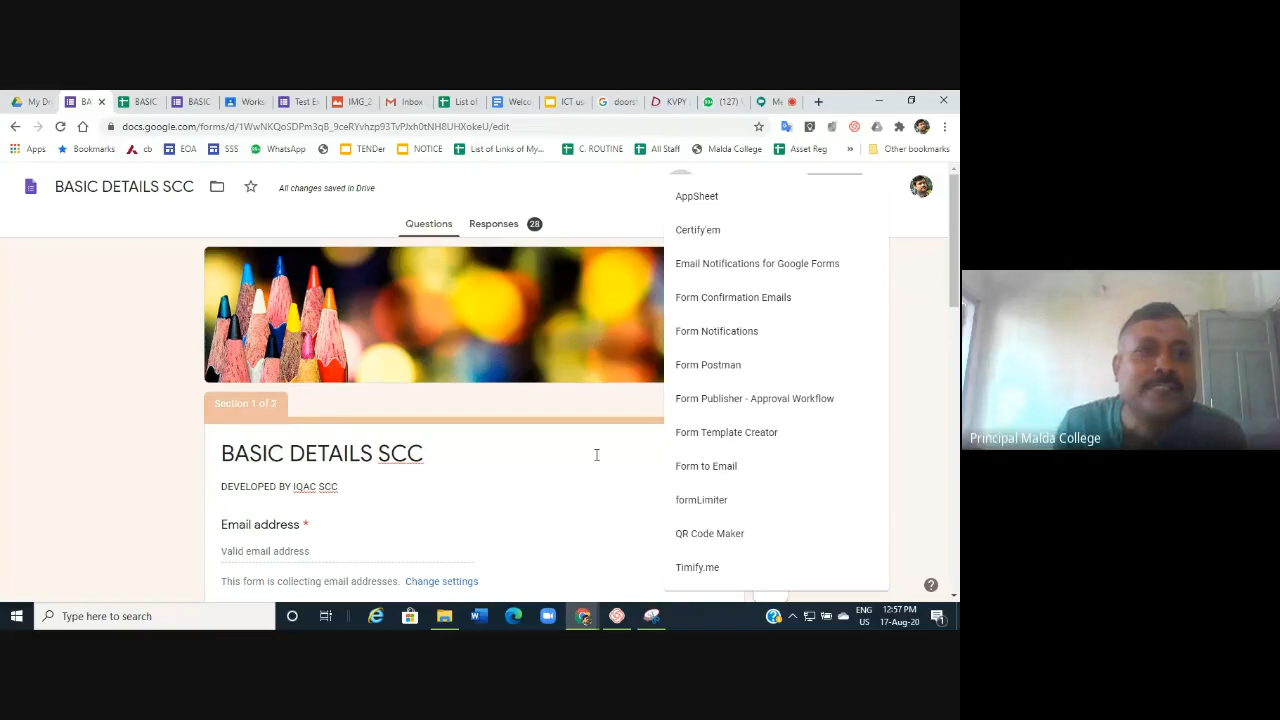 My Dr
BA
BASIC
BASIC
Works
Test Ex
IMG_2
Inbox
List of
Welco
ICT us
doors
KVPY
(127)
Me
docs.google.com/forms/d/1WwNKQoSDPm3qB_9ceRYvhzp93TvPJxh0tNH8UHXokeU/edit
Apps
Bookmarks
cb
EOA
SSS
WhatsApp
TENDer
NOTICE
List of Links of My...
C. ROUTINE
All Staff
Malda College
Asset Reg
»
Other bookmarks
BASIC DETAILS SCC
All changes saved in Drive
Questions
Responses 28
AppSheet
Certify'em
Email Notifications for Google Forms
Form Confirmation Emails
Form Notifications
Form Postman
Form Publisher - Approval Workflow
Form Template Creator
Form to Email
formLimiter
QR Code Maker
Timify.me
Section 1 of 2
BASIC DETAILS SCC
DEVELOPED BY IQAC SCC
Email address *
Valid email address
This form is collecting email addresses. Change settings
Principal Malda College
Type here to search
ENG
US
12:57 PM
17-Aug-20
1